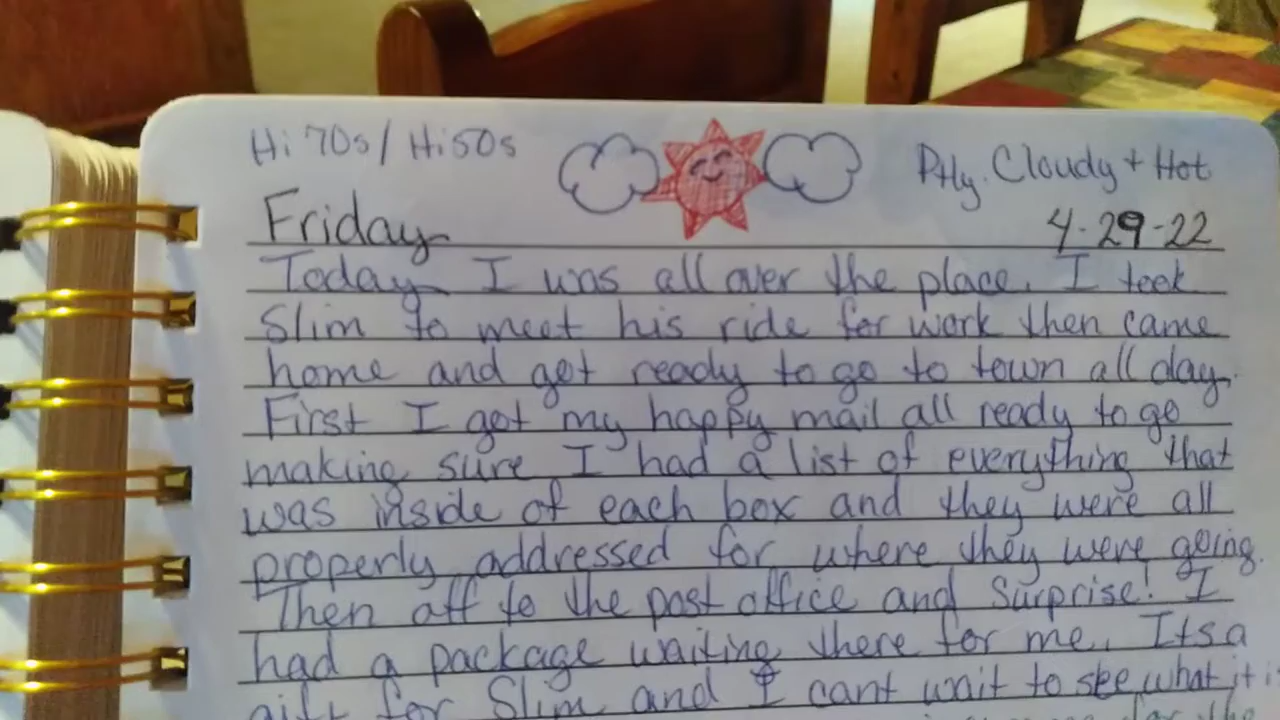 Hi 70s / Hi 50s
Ptly. Cloudy + Hot
Friday
4-29-22
Today I was all over the place. I took
Slim to meet his ride for work then came
home and got ready to go to town all day.
First I got my happy mail all ready to go
making sure I had a list of everything that
was inside of each box and they were all
properly addressed for where they were going.
Then off to the post office and Surprise! I
had a package waiting there for me. Its a
gift for Slim and I cant wait to see what it i
for the